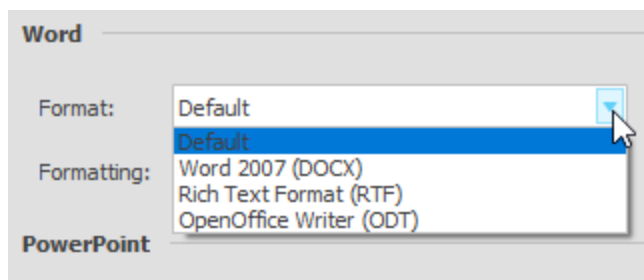 Word
Format: Default
Default
Formatting: Word 2007 (DOCX)
Rich Text Format (RTF)
OpenOffice Writer (ODT)
PowerPoint